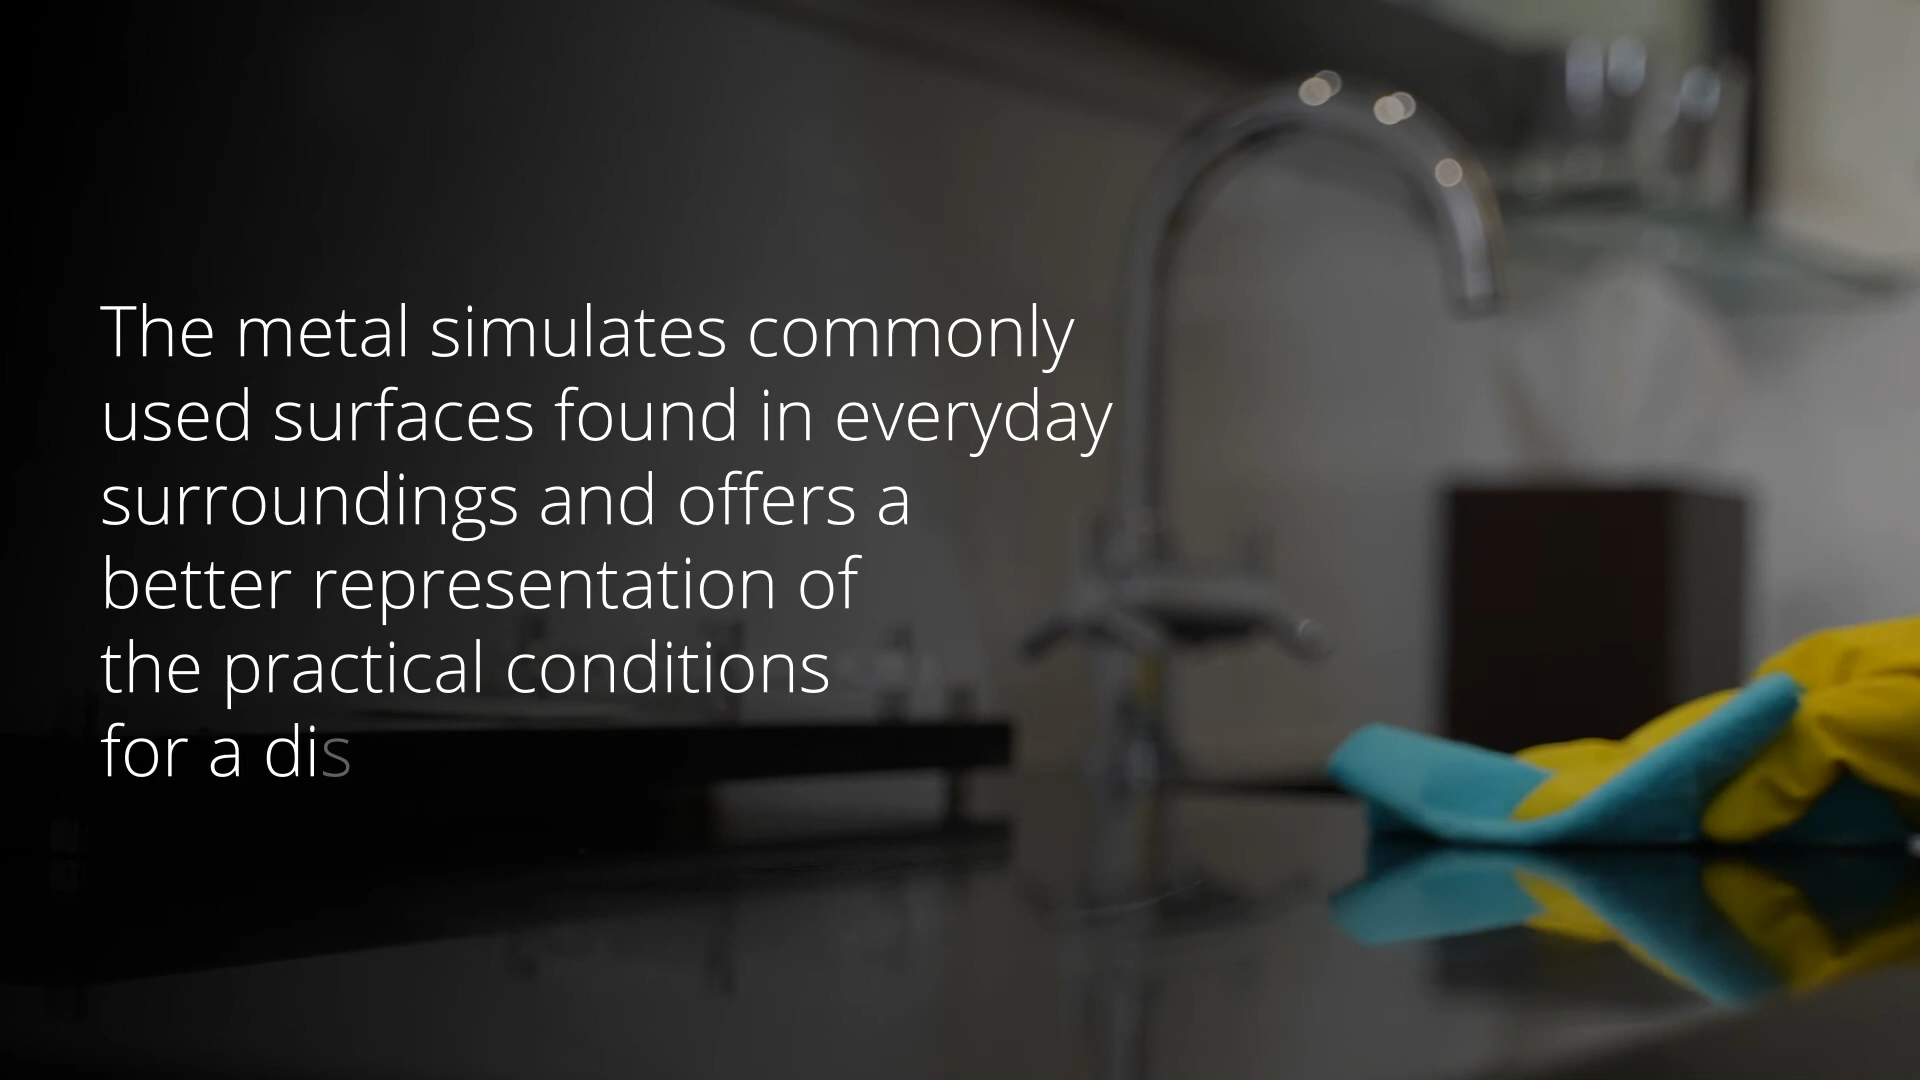 The metal simulates commonly
used surfaces found in everyday
surroundings and offers a
better representation of
the practical conditions
for a dis